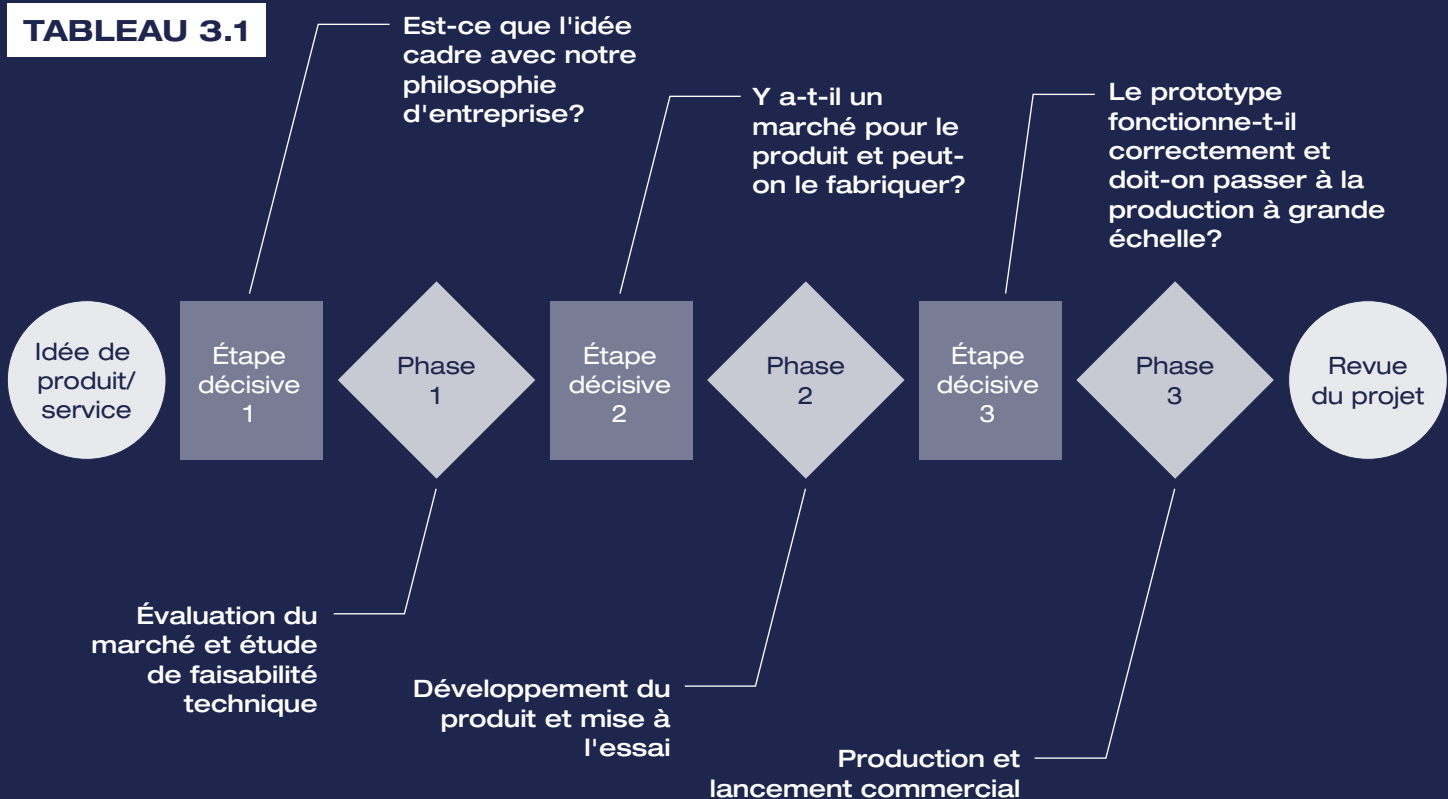 TABLEAU 3.1
Est-ce que l'idée
cadre avec notre
philosophie
d'entreprise?
Y a-t-il un
marché pour le
produit et peut-
on le fabriquer?
Le prototype
fonctionne-t-il
correctement et
doit-on passer à la
production à grande
échelle?
Idée de
produit/
service
Étape
décisive
1
Phase
1
Étape
décisive
2
Phase
2
Étape
décisive
3
Phase
3
Revue
du projet
Évaluation du
marché et étude
de faisabilité
technique
Développement du
produit et mise à
l'essai
Production et
lancement commercial